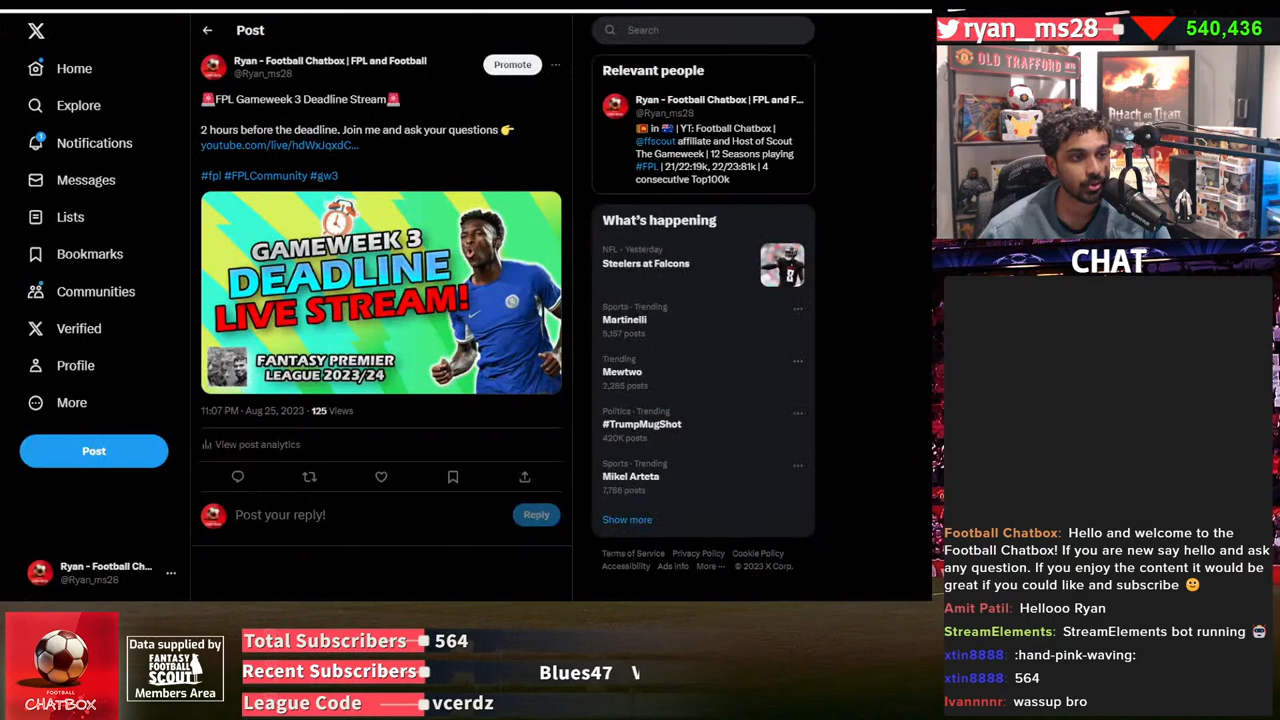 Post
Search
ryan_ms28
540,436
OLD TRAFFORD
Attack on Titan
Home
Explore
1
Notifications
Messages
Lists
Bookmarks
Communities
Verified
Profile
More
Post
Ryan - Football Ch...
@Ryan_ms28
Ryan - Football Chatbox | FPL and Football
@Ryan_ms28
Promote
🚨FPL Gameweek 3 Deadline Stream🚨
2 hours before the deadline. Join me and ask your questions 👉
youtube.com/live/hdWxJqxdC...
#fpl #FPLCommunity #gw3
GAMEWEEK 3
DEADLINE
LIVE STREAM!
FANTASY PREMIER
LEAGUE 2023/24
11:07 PM · Aug 25, 2023 · 125 Views
View post analytics
Post your reply!
Reply
Relevant people
Ryan - Football Chatbox | FPL and F...
@Ryan_ms28
🇱🇰 in 🇦🇺 | YT: Football Chatbox |
@ffscout affiliate and Host of Scout
The Gameweek | 12 Seasons playing
#FPL | 21/22:19k, 22/23:81k | 4
consecutive Top100k
What's happening
NFL · Yesterday
Steelers at Falcons
Sports · Trending
Martinelli
5,157 posts
Trending
Mewtwo
2,285 posts
Politics · Trending
#TrumpMugShot
420K posts
Sports · Trending
Mikel Arteta
7,786 posts
Show more
Terms of Service Privacy Policy Cookie Policy
Accessibility Ads info More ··· © 2023 X Corp.
CHAT
Football Chatbox: Hello and welcome to the
Football Chatbox! If you are new say hello and ask
any question. If you enjoy the content it would be
great if you could like and subscribe 🙂
Amit Patil: Hellooo Ryan
StreamElements: StreamElements bot running 🤖
xtin8888: :hand-pink-waving:
xtin8888: 564
Ivannnnr: wassup bro
FOOTBALL
CHATBOX
Data supplied by
FANTASY
FOOTBALL
SCOUT
Members Area
Total Subscribers 564
Recent Subscribers Blues47
League Code vcerdz